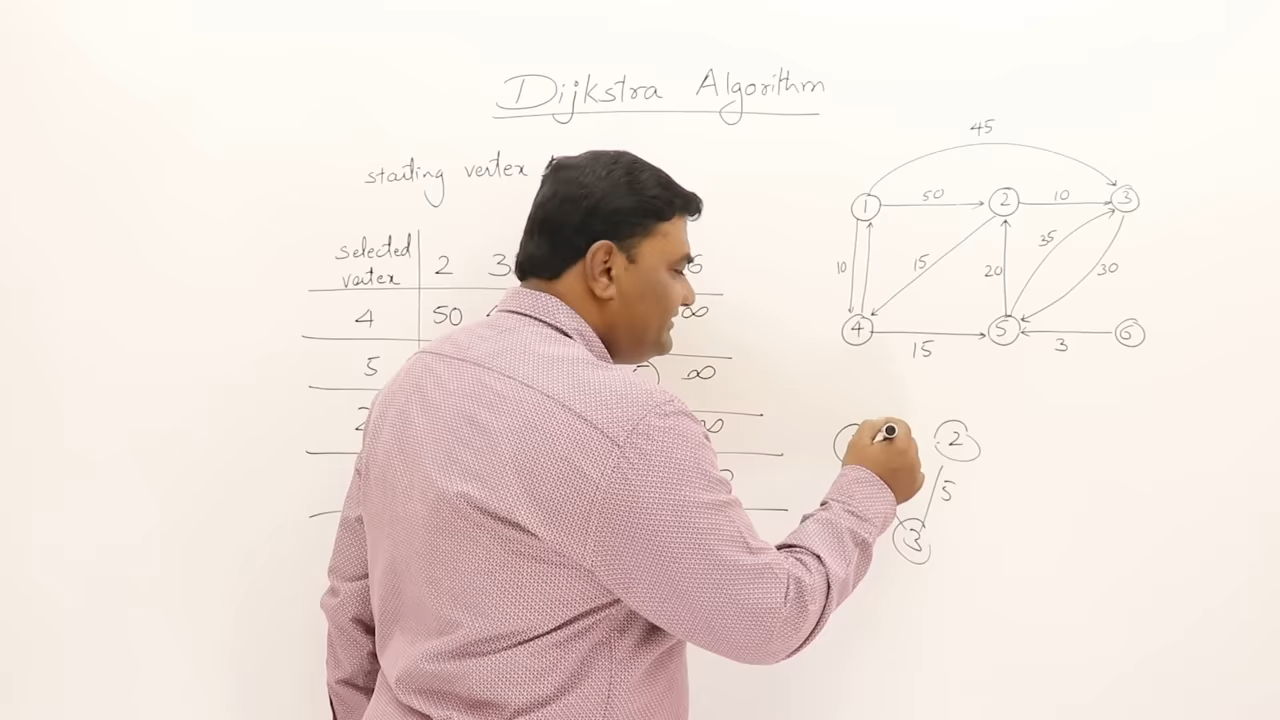 Dijkstra Algorithm
starting vertex
selected vertex 2 3 6
4 50 ∞
5 ∞
2 ∞
45
1 50 2 10 3
10 15 20 35 30
4 15 5 3 6
2
5
3